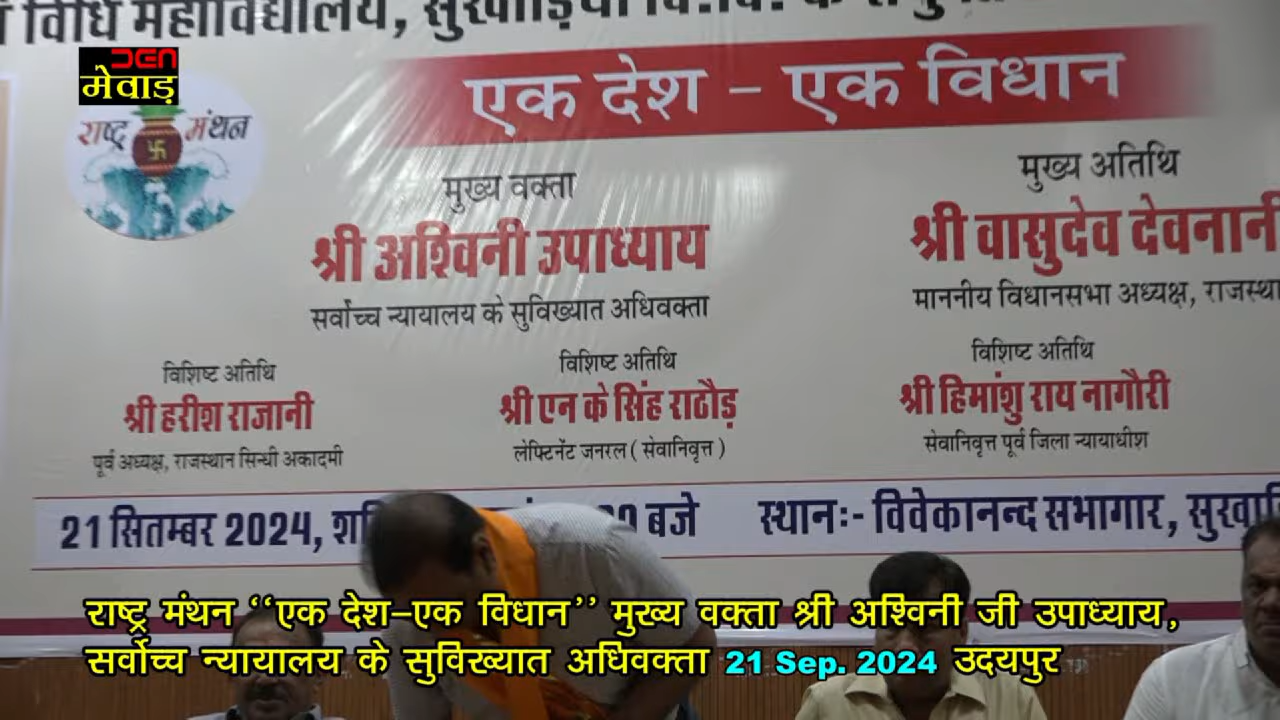 विधि महाविद्यालय, सुखाड़िया वि.वि. के
DEN
मेवाड़
राष्ट्र मंथन
एक देश - एक विधान
मुख्य वक्ता
श्री अश्विनी उपाध्याय
सर्वोच्च न्यायालय के सुविख्यात अधिवक्ता
मुख्य अतिथि
श्री वासुदेव देवनानी
माननीय विधानसभा अध्यक्ष,
विशिष्ट अतिथि
श्री हरीश राजानी
पूर्व अध्यक्ष, राजस्थान सिन्धी अकादमी
विशिष्ट अतिथि
श्री एन के सिंह राठौड़
लेफ्टिनेंट जनरल ( सेवानिवृत्त )
विशिष्ट अतिथि
श्री हिमांशु राय नागौरी
सेवानिवृत्त पूर्व जिला न्यायाधीश
21 सितम्बर 2024, बजे स्थानः- विवेकानन्द सभागार,
राष्ट्र मंथन ‘‘एक देश–एक विधान’’ मुख्य वक्ता श्री अश्विनी जी उपाध्याय,
सर्वोच्च न्यायालय के सुविख्यात अधिवक्ता 21 Sep. 2024 उदयपुर